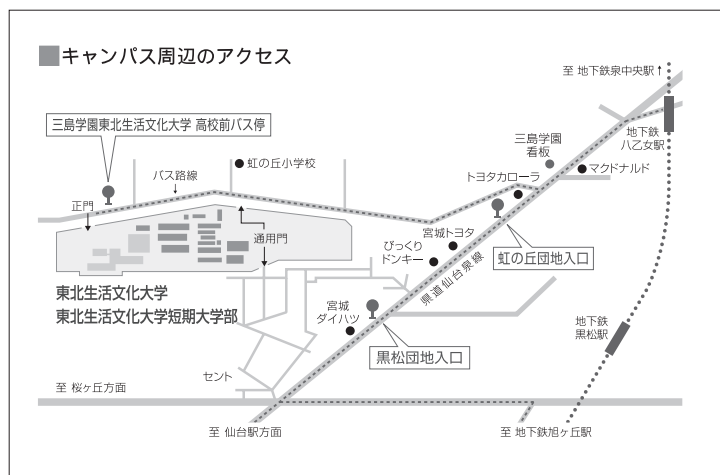 キャンパス周辺のアクセス
至 地下鉄泉中央駅↑
三島学園東北生活文化大学 高校前バス停
三島学園
看板
地下鉄
八乙女駅
虹の丘小学校
マクドナルド
バス路線
トヨタカローラ
正門
通用門
宮城トヨタ
びっくり
ドンキー
虹の丘団地入口
県道仙台泉線
東北生活文化大学
東北生活文化大学短期大学部
宮城
ダイハツ
地下鉄
黒松駅
黒松団地入口
セント
至 桜ヶ丘方面
至 仙台駅方面
至 地下鉄旭ヶ丘駅